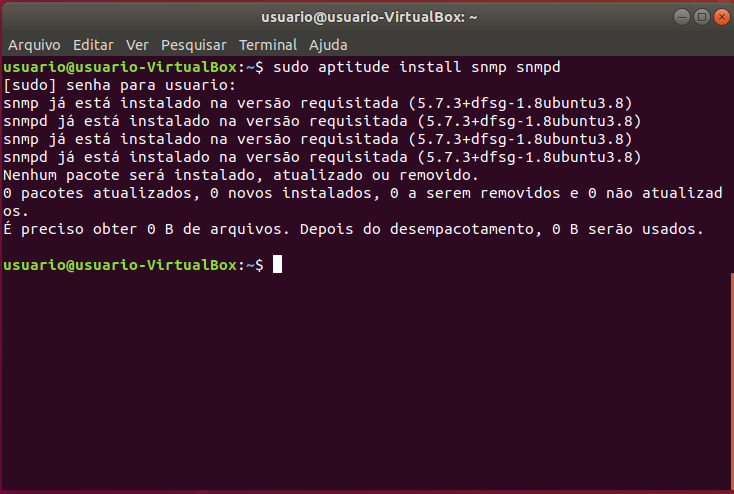 usuario@usuario-VirtualBox: ~
Arquivo Editar Ver Pesquisar Terminal Ajuda
usuario@usuario-VirtualBox:~$ sudo aptitude install snmp snmpd
[sudo] senha para usuario:
snmp já está instalado na versão requisitada (5.7.3+dfsg-1.8ubuntu3.8)
snmpd já está instalado na versão requisitada (5.7.3+dfsg-1.8ubuntu3.8)
snmp já está instalado na versão requisitada (5.7.3+dfsg-1.8ubuntu3.8)
snmpd já está instalado na versão requisitada (5.7.3+dfsg-1.8ubuntu3.8)
Nenhum pacote será instalado, atualizado ou removido.
0 pacotes atualizados, 0 novos instalados, 0 a serem removidos e 0 não atualizad
os.
É preciso obter 0 B de arquivos. Depois do desempacotamento, 0 B serão usados.
usuario@usuario-VirtualBox:~$